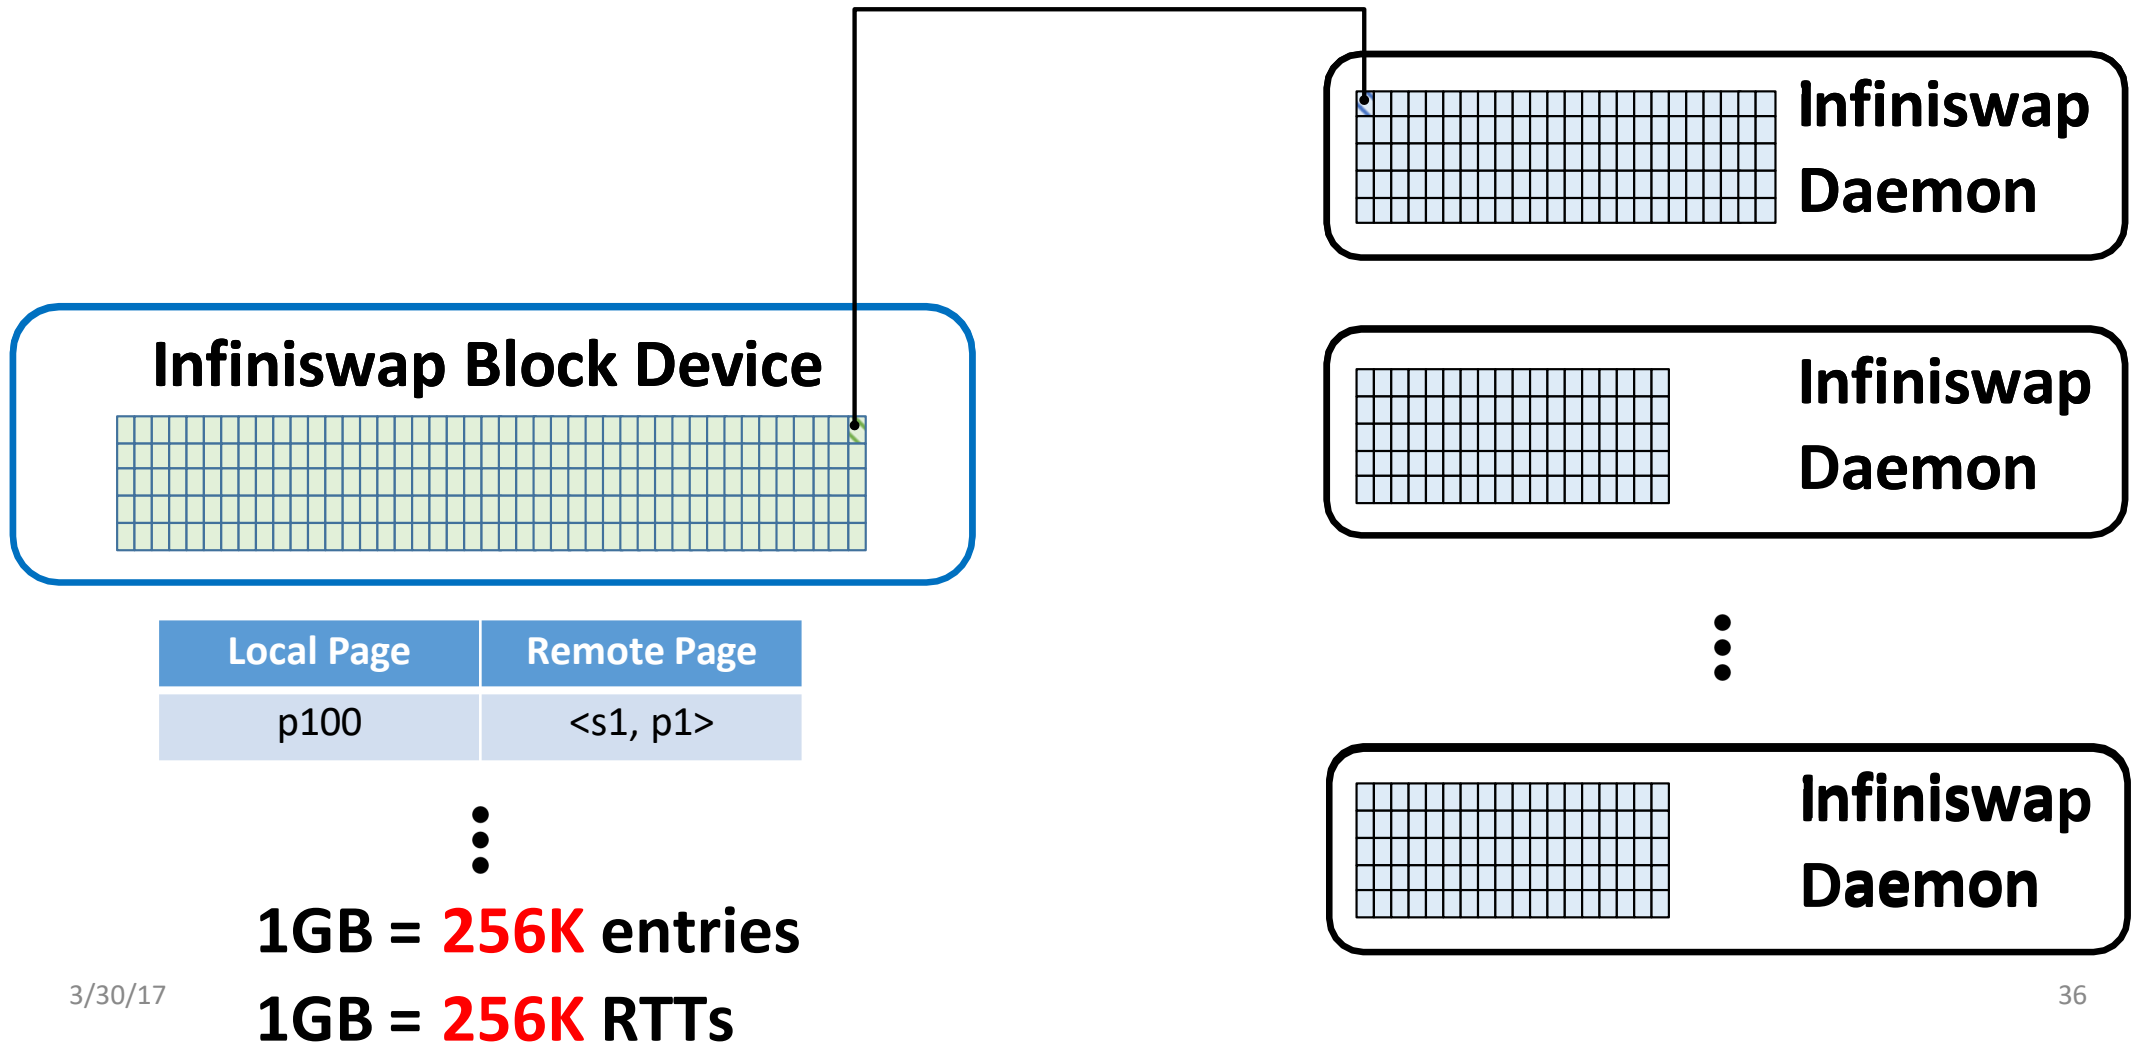 Infiniswap
Daemon
Infiniswap Block Device
Infiniswap
Daemon
Local Page Remote Page
p100 <s1, p1>
Infiniswap
Daemon
1GB = 256K entries
1GB = 256K RTTs
3/30/17
36